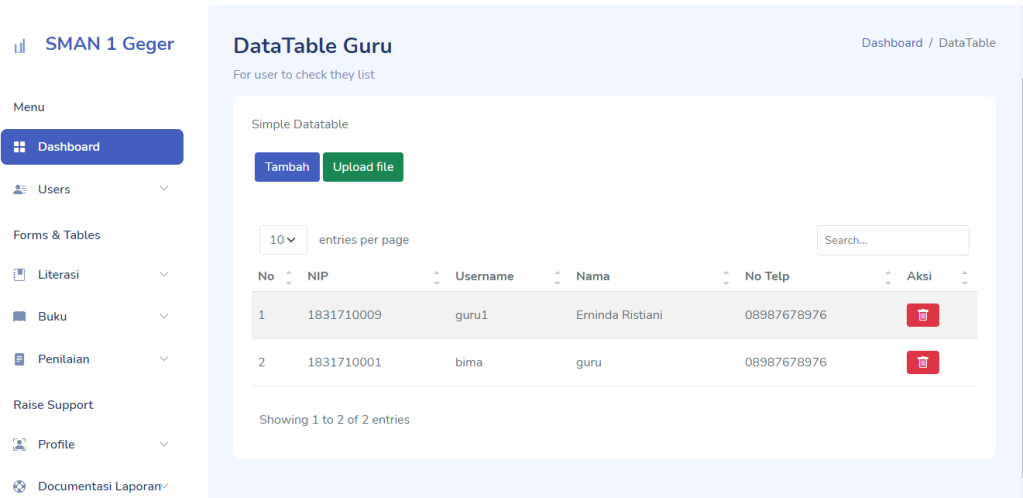 SMAN 1 Geger
Menu
Dashboard
Users
Forms & Tables
Literasi
Buku
Penilaian
Raise Support
Profile
Documentasi Laporan
DataTable Guru
Dashboard / DataTable
For user to check they list
Simple Datatable
Tambah Upload file
10 entries per page
Search...
No NIP Username Nama No Telp Aksi
1 1831710009 guru1 Erninda Ristiani 08987678976
2 1831710001 bima guru 08987678976
Showing 1 to 2 of 2 entries